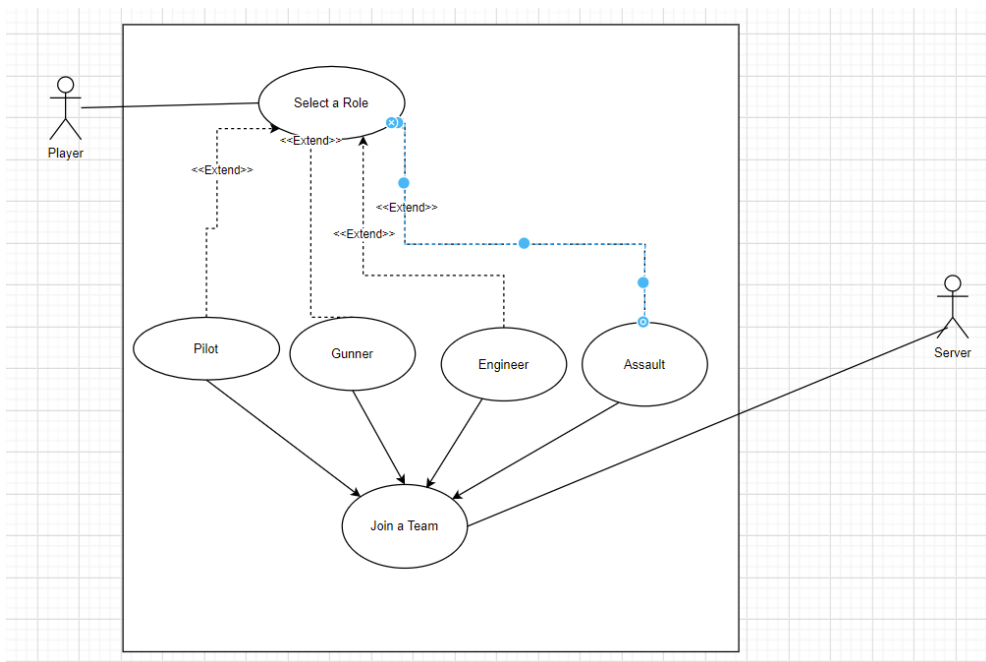 Select a Role
Player
<<Extend>>
<<Extend>>
<<Extend>>
<<Extend>>
Server
Pilot
Gunner
Engineer
Assault
Join a Team